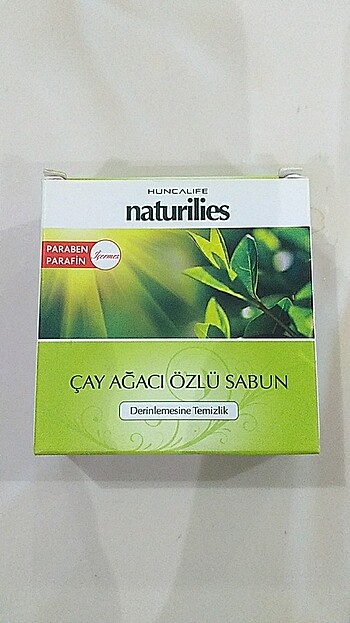 HUNCALIFE
naturilies
PARABEN
PARAFİN
İçermez
ÇAY AĞACI ÖZLÜ SABUN
Derinlemesine Temizlik